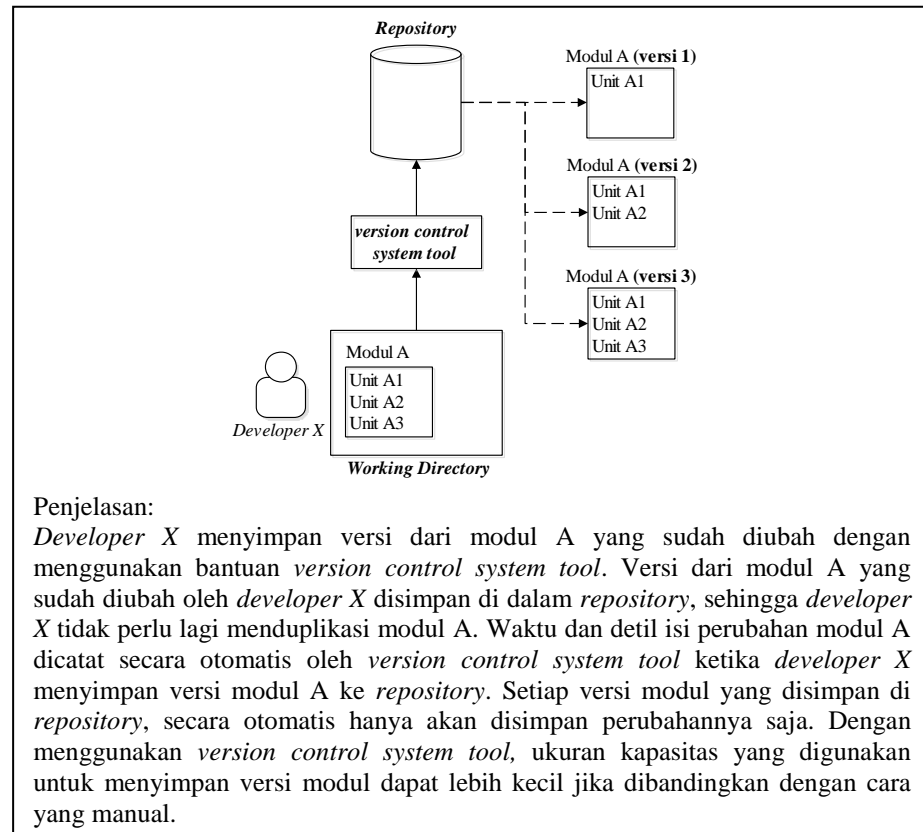 Repository
Modul A (versi 1)
Unit A1
Modul A (versi 2)
Unit A1
Unit A2
version control
system tool
Modul A (versi 3)
Unit A1
Unit A2
Unit A3
Modul A
Unit A1
Unit A2
Unit A3
Developer X
Working Directory
Penjelasan:
Developer X menyimpan versi dari modul A yang sudah diubah dengan
menggunakan bantuan version control system tool. Versi dari modul A yang
sudah diubah oleh developer X disimpan di dalam repository, sehingga developer
X tidak perlu lagi menduplikasi modul A. Waktu dan detil isi perubahan modul A
dicatat secara otomatis oleh version control system tool ketika developer X
menyimpan versi modul A ke repository. Setiap versi modul yang disimpan di
repository, secara otomatis hanya akan disimpan perubahannya saja. Dengan
menggunakan version control system tool, ukuran kapasitas yang digunakan
untuk menyimpan versi modul dapat lebih kecil jika dibandingkan dengan cara
yang manual.